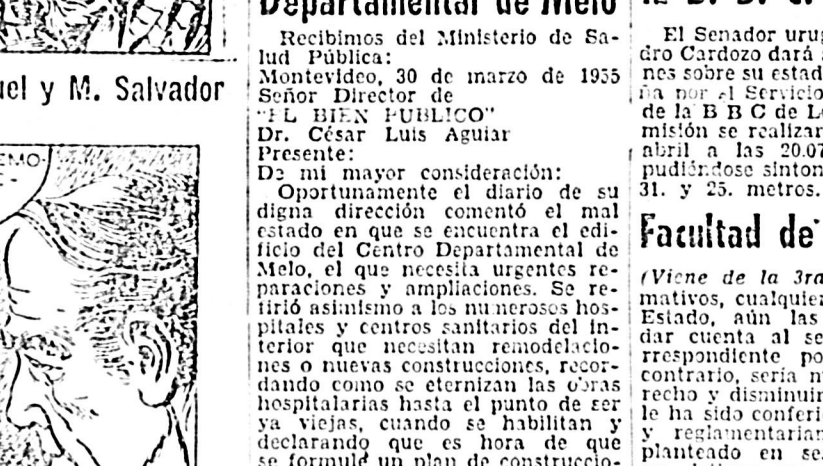 uel y M. Salvador
EMO-
Departamental de Melo
Recibimos del Ministerio de Sa-
lud Pública:
Montevideo, 30 de marzo de 1955
Señor Director de
"EL BIEN PUBLICO"
Dr. César Luis Aguiar
Presente:
De mi mayor consideración:
Oportunamente el diario de su
digna dirección comentó el mal
estado en que se encuentra el edi-
ficio del Centro Departamental de
Melo, el que necesita urgentes re-
paraciones y ampliaciones. Se re-
firió asimismo a los numerosos hos-
pitales y centros sanitarios del in-
terior que necesitan remodelacio-
nes o nuevas construcciones, recor-
dando como se eternizan las obras
hospitalarias hasta el punto de ser
ya viejas, cuando se habilitan y
declarando que es hora de que
se formule un plan de construccio-
El Senador urug
dro Cardozo dará
nes sobre su estad
ña por el Servicio
de la B B C de Lo
misión se realizar
abril a las 20.07
pudiéndose sinton
31. y 25. metros.
Facultad de
(Viene de la 3ra
mativos, cualquier
Estado, aún las
dar cuenta al se
rrespondiente po
contrario, sería m
recho y disminuir
le ha sido conferi
y reglamentarian
planteado en se